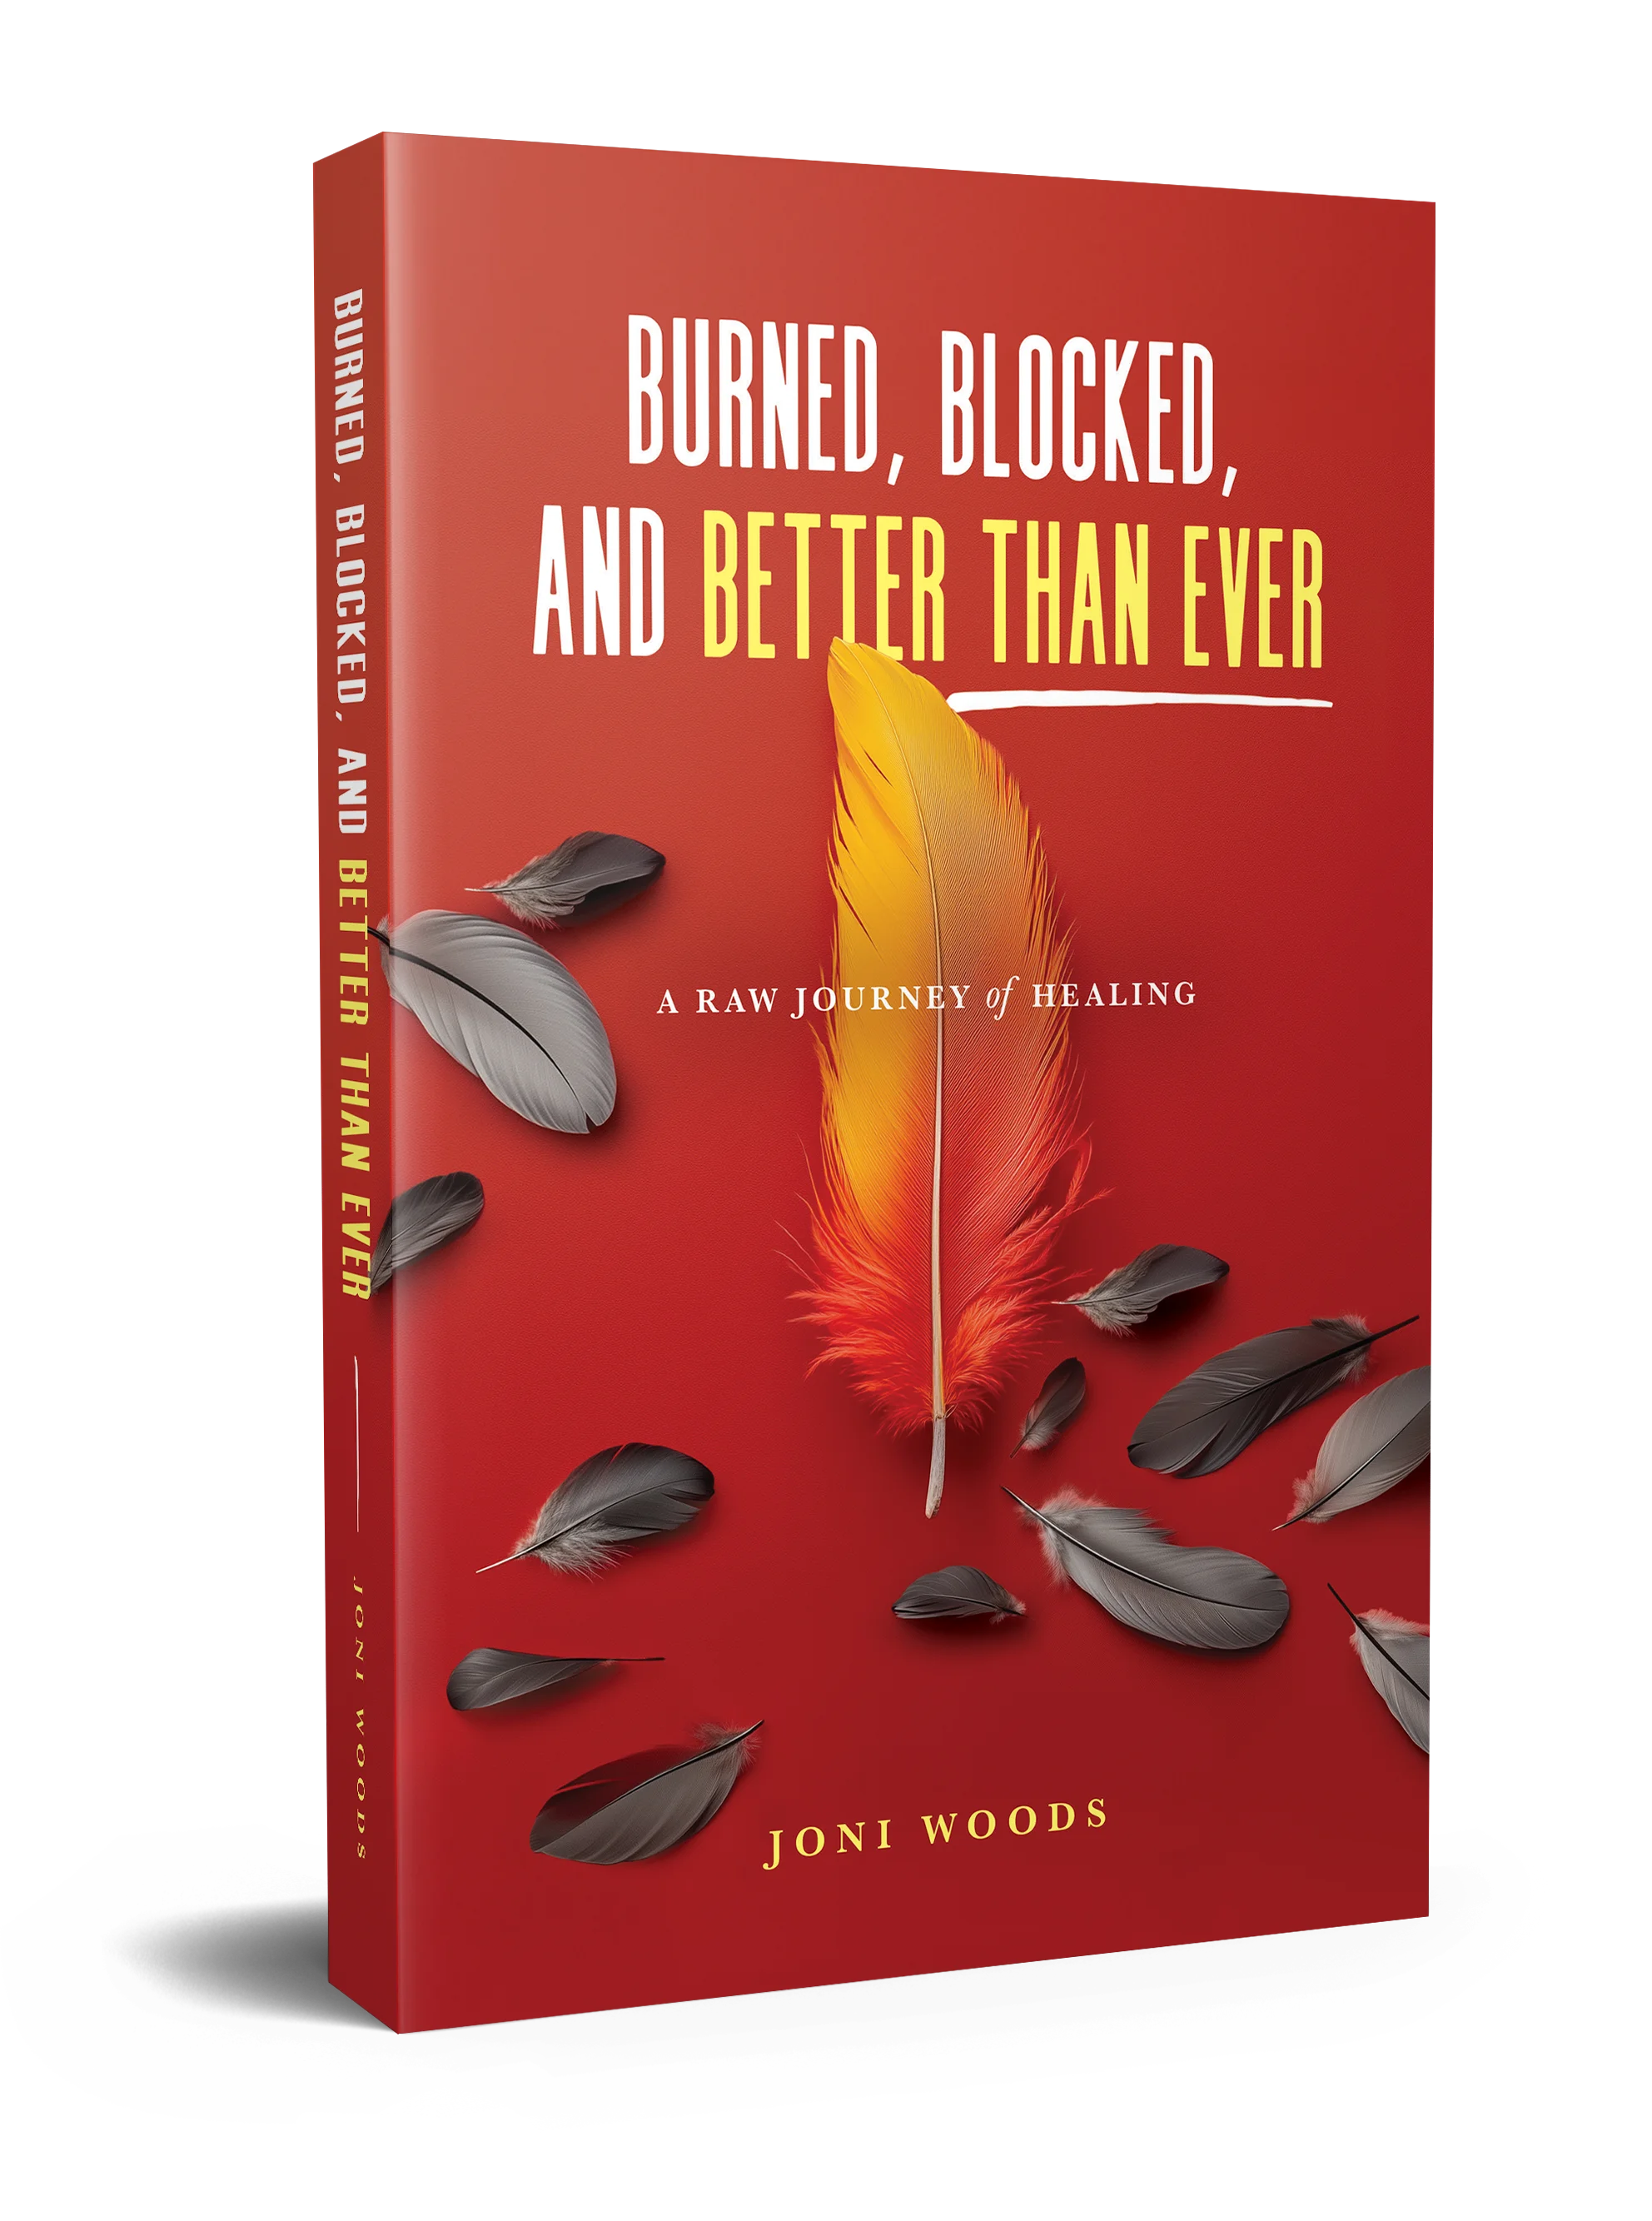 BURNED, BLOCKED,
AND BETTER THAN EVER
A RAW JOURNEY of HEALING
JONI WOODS
BURNED, BLOCKED, AND BETTER THAN EVER
JONI WOODS